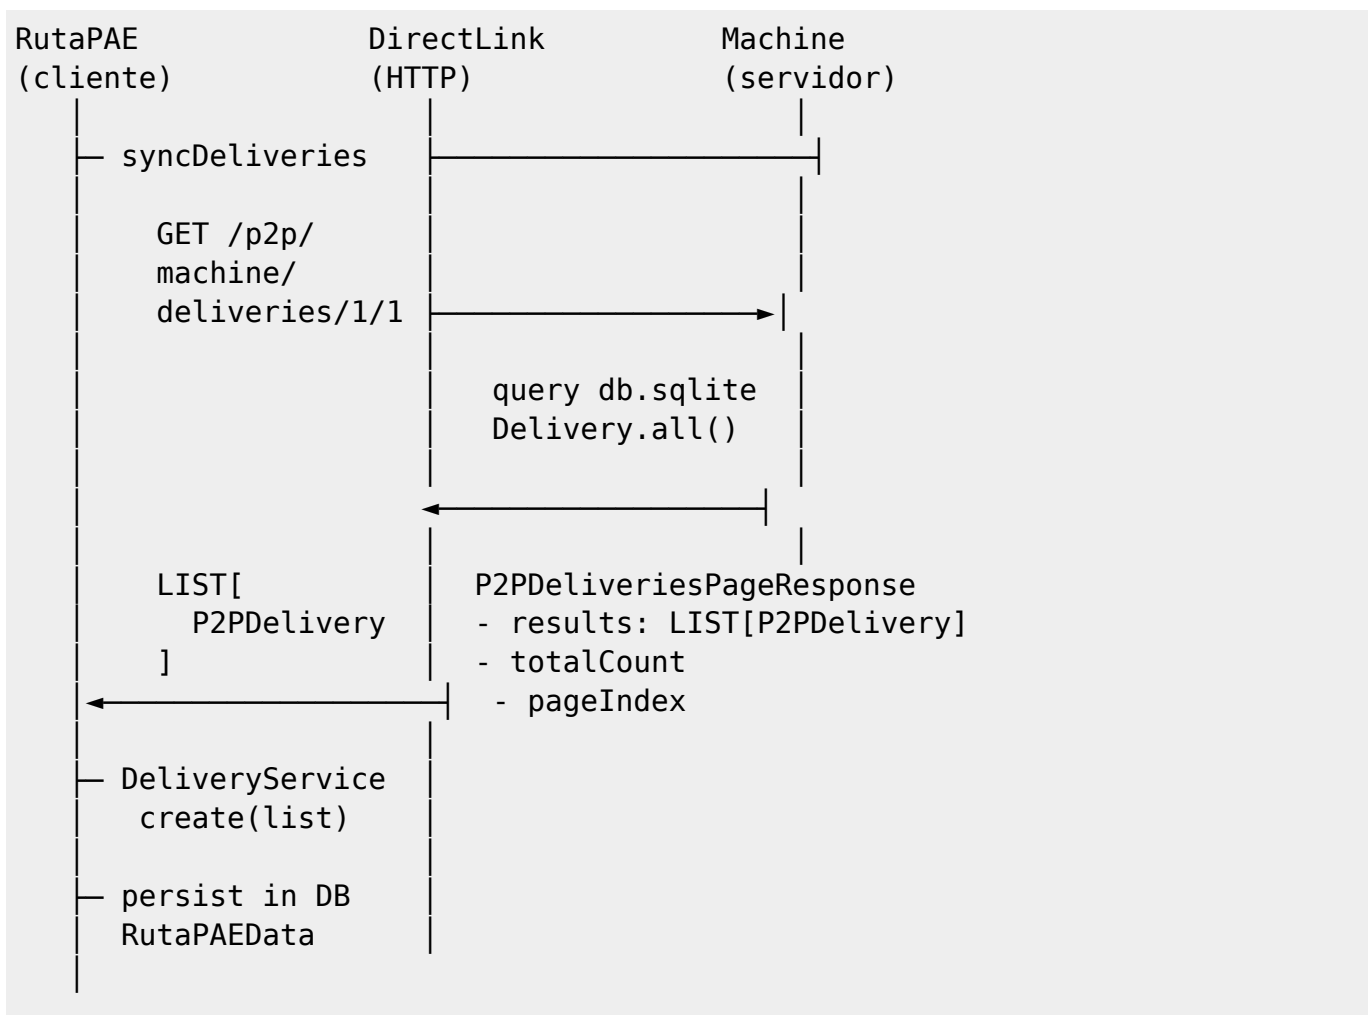 RutaPAE DirectLink Machine
(cliente) (HTTP) (servidor)
syncDeliveries
GET /p2p/
machine/
deliveries/1/1
query db.sqlite
Delivery.all()
LIST[ P2PDeliveriesPageResponse
P2PDelivery - results: LIST[P2PDelivery]
] - totalCount
- pageIndex
DeliveryService
create(list)
persist in DB
RutaPAEData